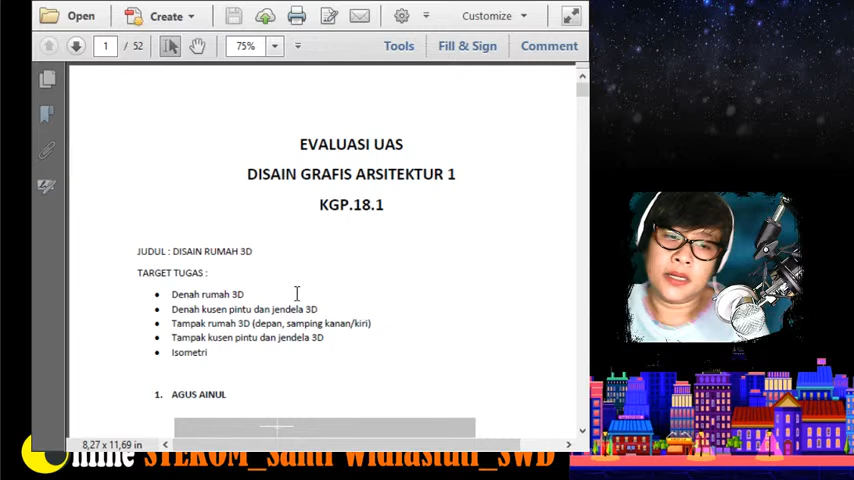 Open Create Customize
1 / 52 75% Tools Fill & Sign Comment
EVALUASI UAS
DISAIN GRAFIS ARSITEKTUR 1
KGP.18.1
JUDUL : DISAIN RUMAH 3D
TARGET TUGAS :
• Denah rumah 3D
• Denah kusen pintu dan jendela 3D
• Tampak rumah 3D (depan, samping kanan/kiri)
• Tampak kusen pintu dan jendela 3D
• Isometri
1. AGUS AINUL
8,27 x 11,69 in
STEKOM_Santi Widiastuti_SWD